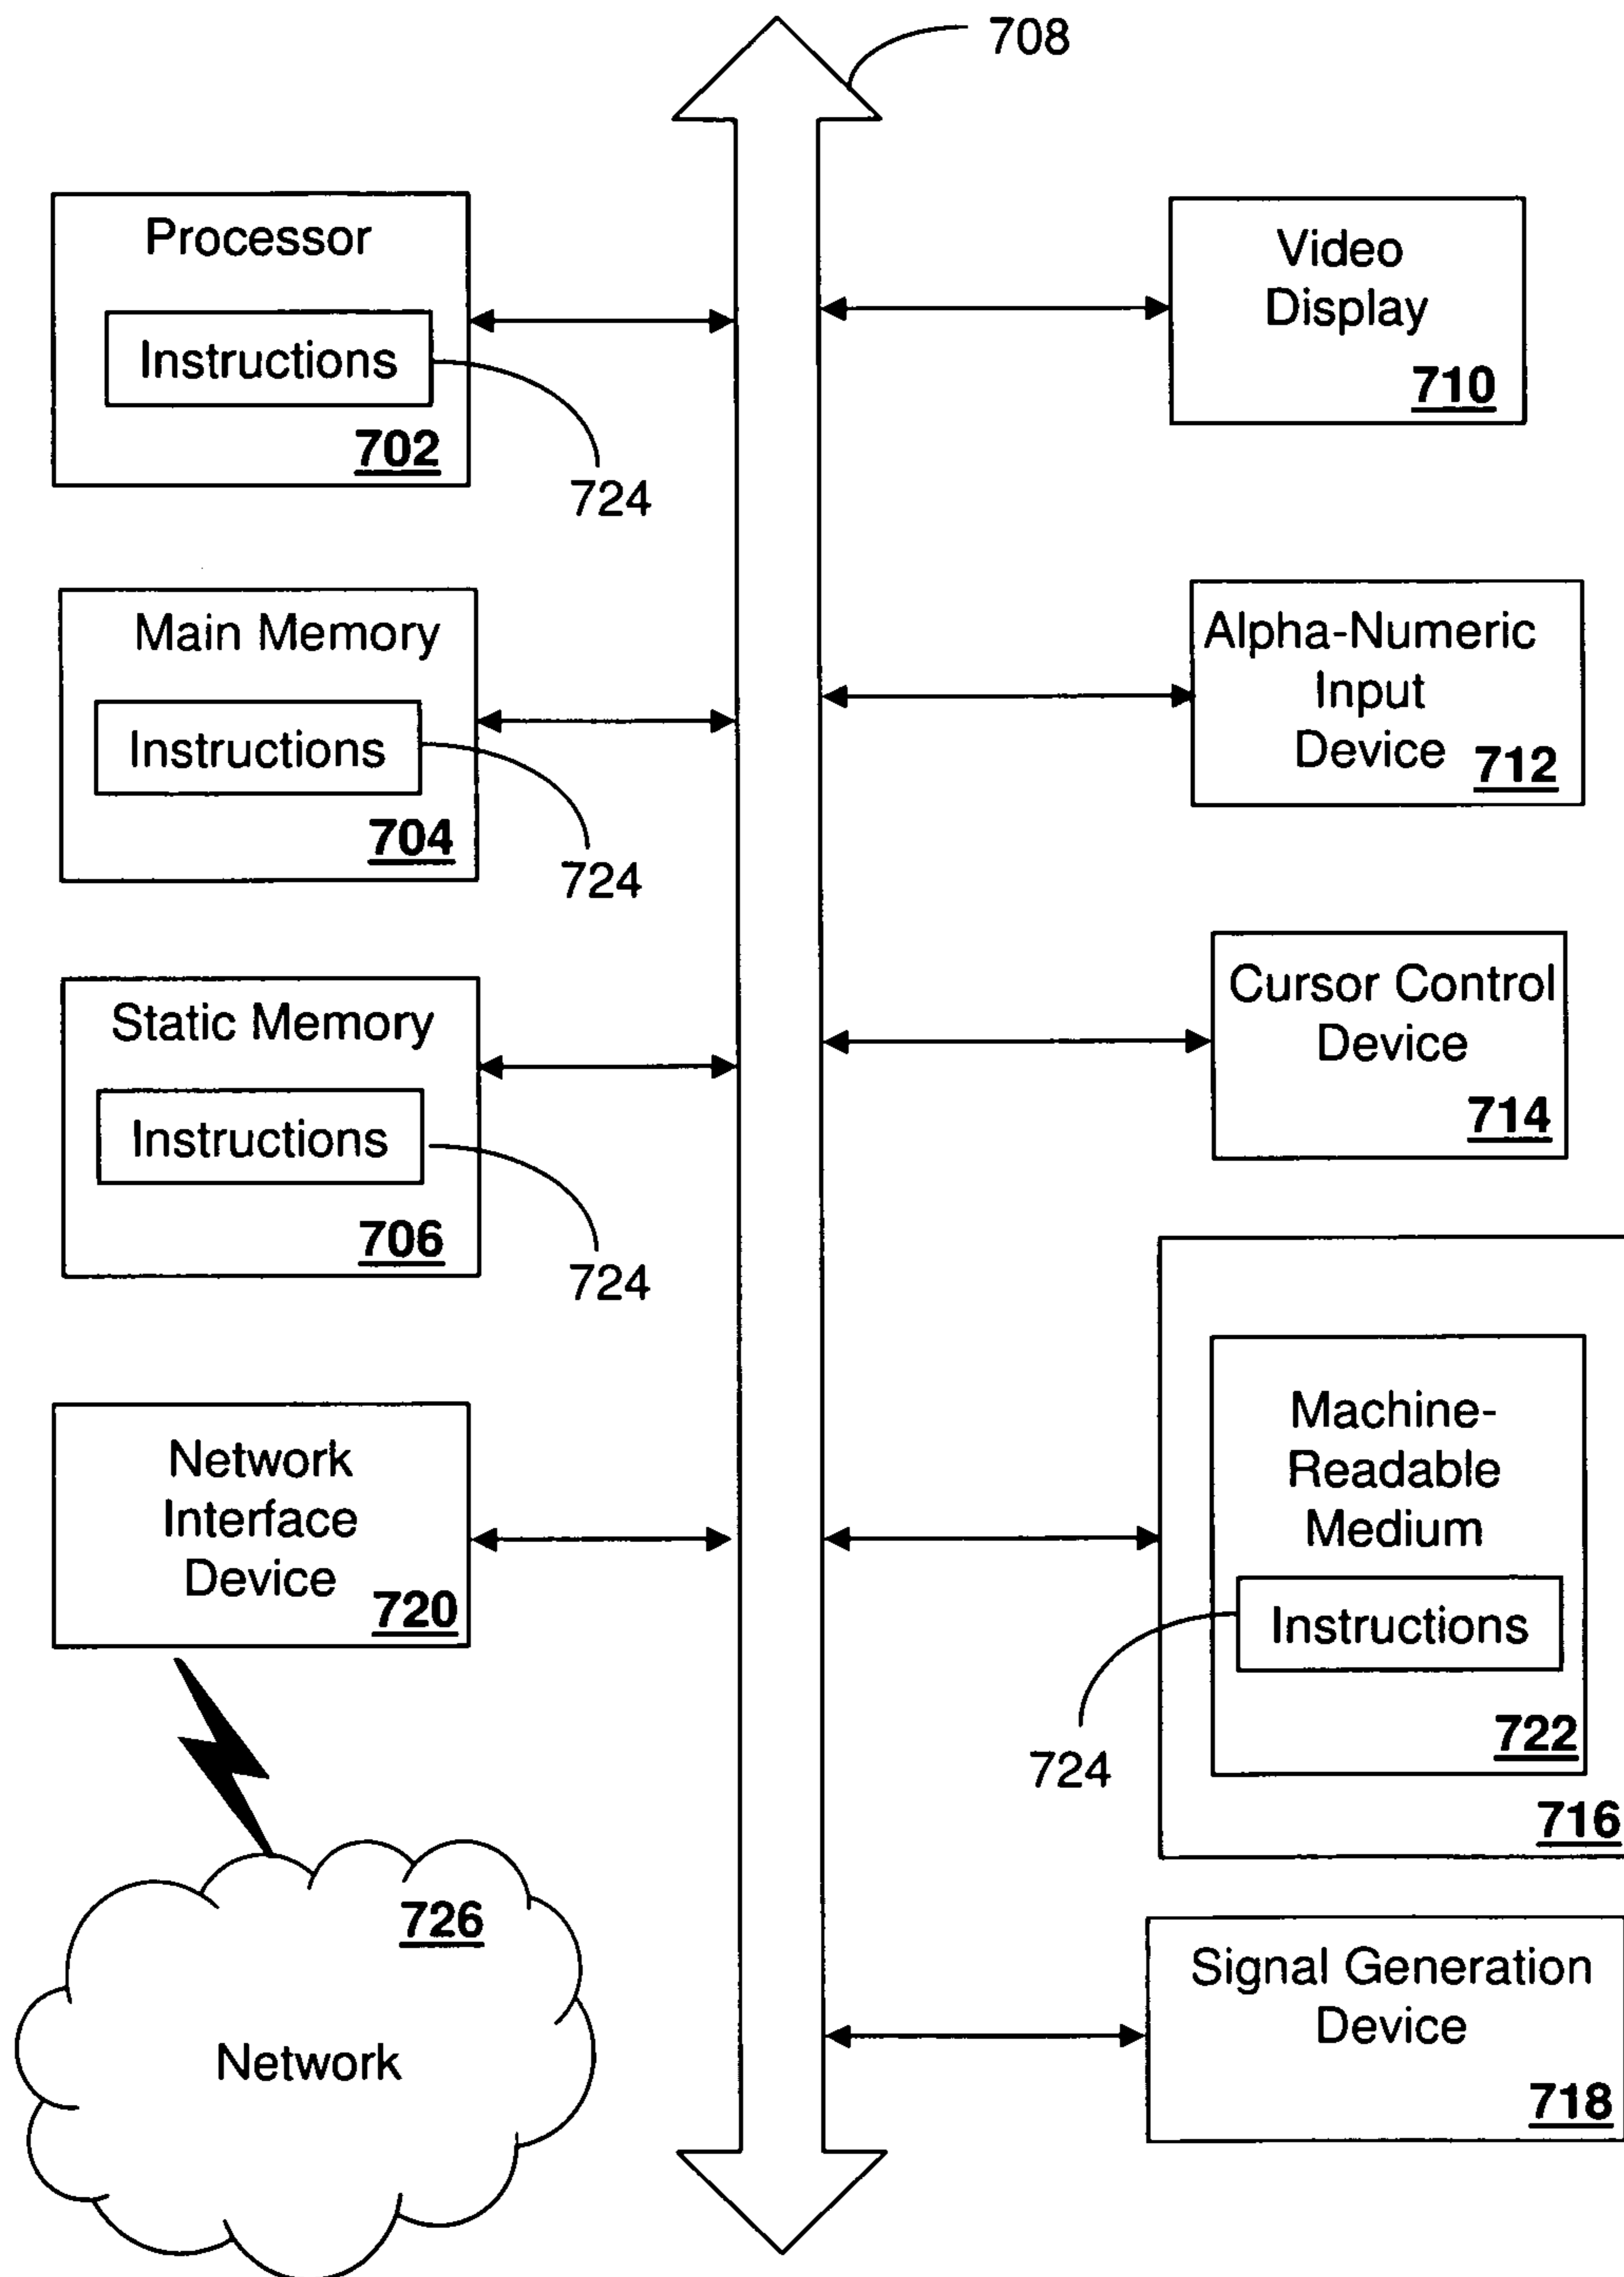 708
Processor
Instructions
702
724
Main Memory
Instructions
704
724
Static Memory
Instructions
706
724
Network
Interface
Device
720
726
Network
Video
Display
710
Alpha-Numeric
Input
Device
712
Cursor Control
Device
714
Machine-
Readable
Medium
Instructions
722
724
716
Signal Generation
Device
718